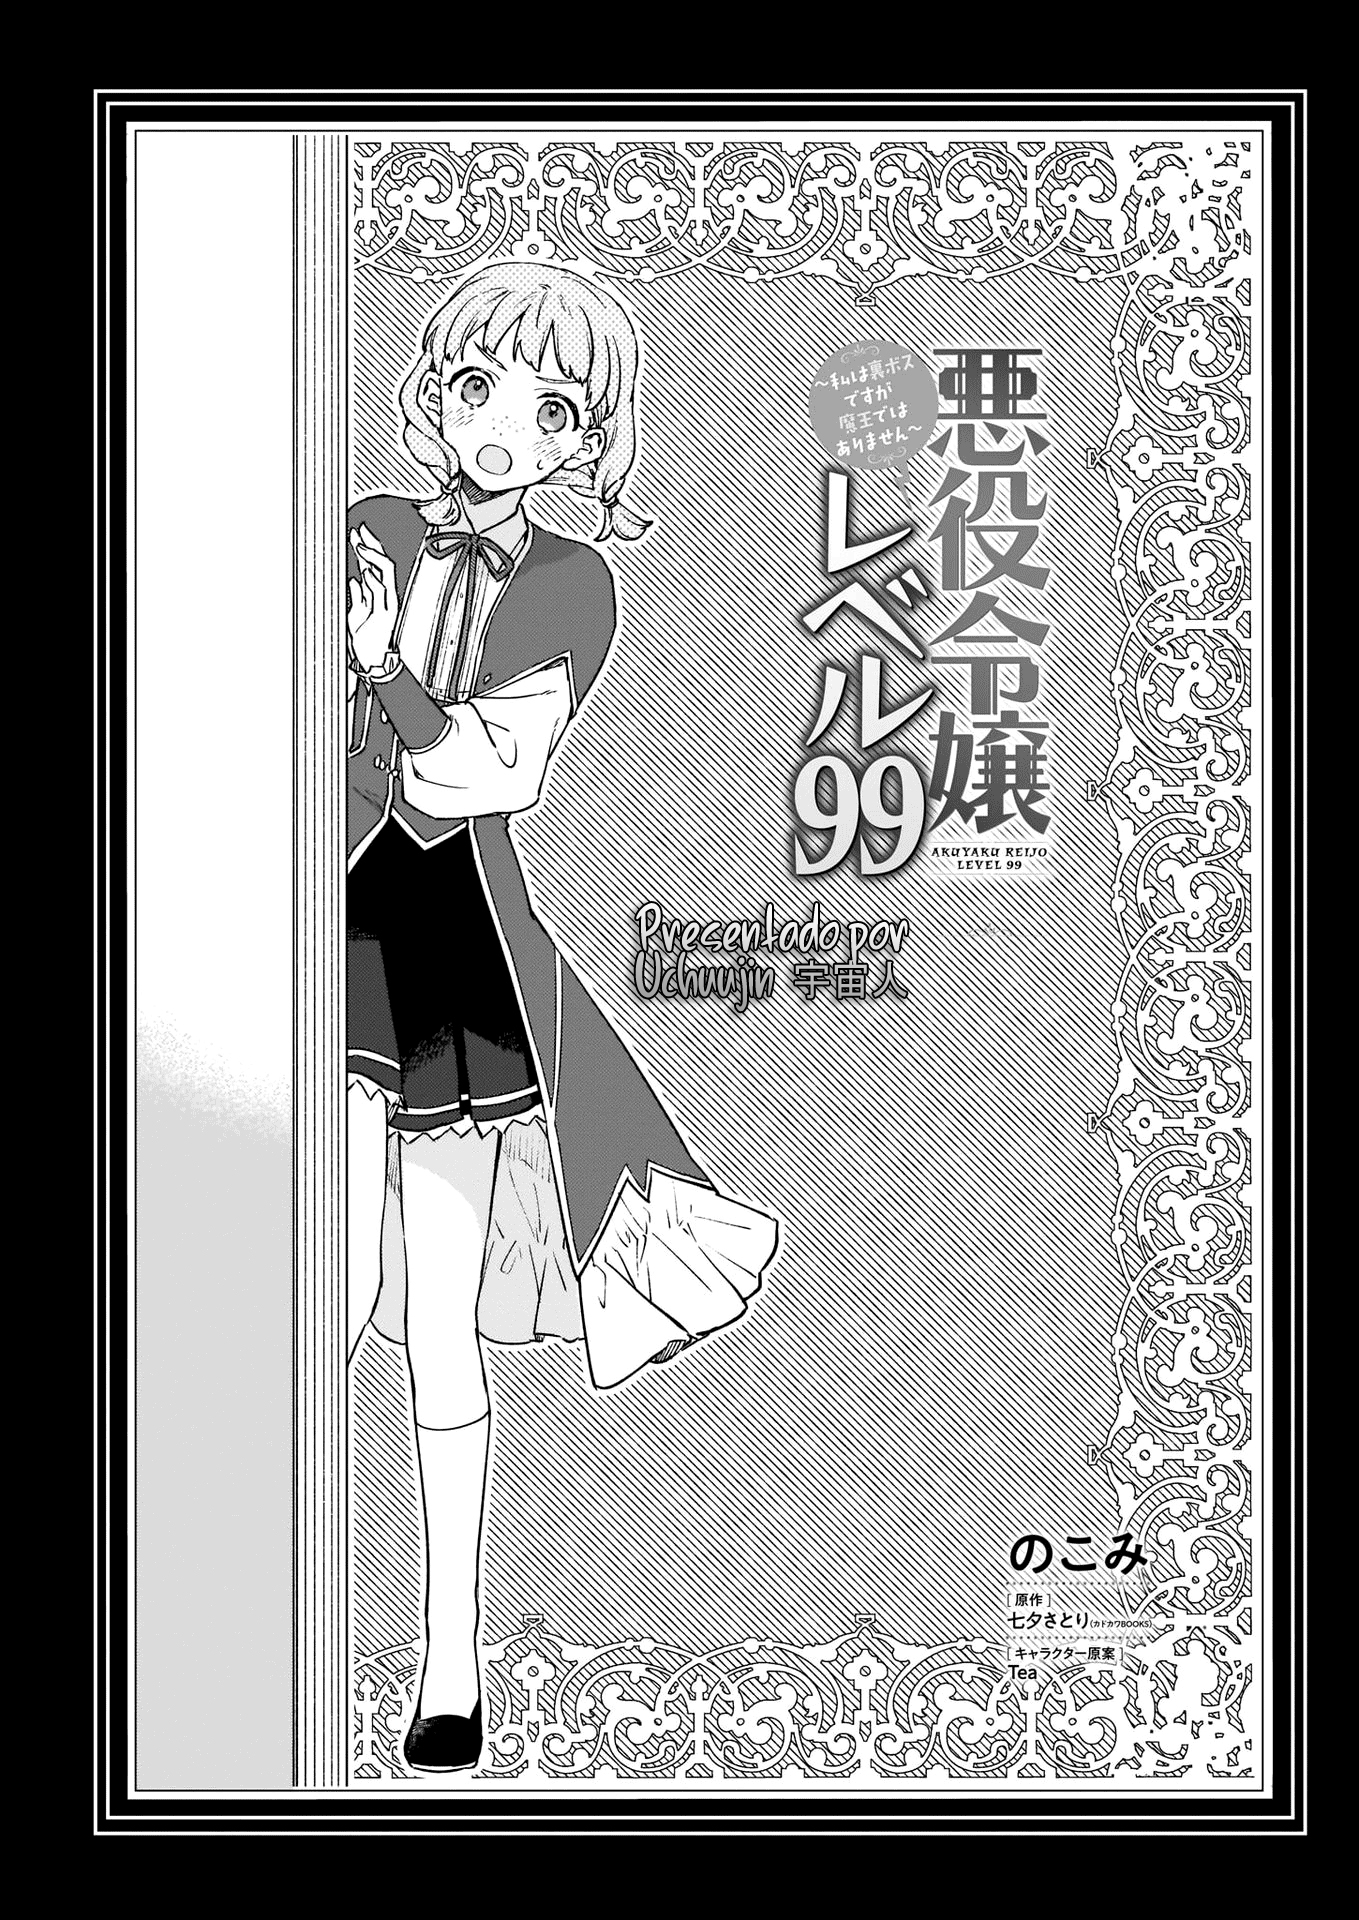 悪役令嬢
レベル99
～私は裏ボス
ですが
魔王では
ありません～
AKUYAKU REIJO
LEVEL 99
Presentado por
Uchuujin 宇宙人
のこみ
[ 原作 ]
七夕さとり(カドカワBOOKS)
[ キャラクター原案 ]
Tea